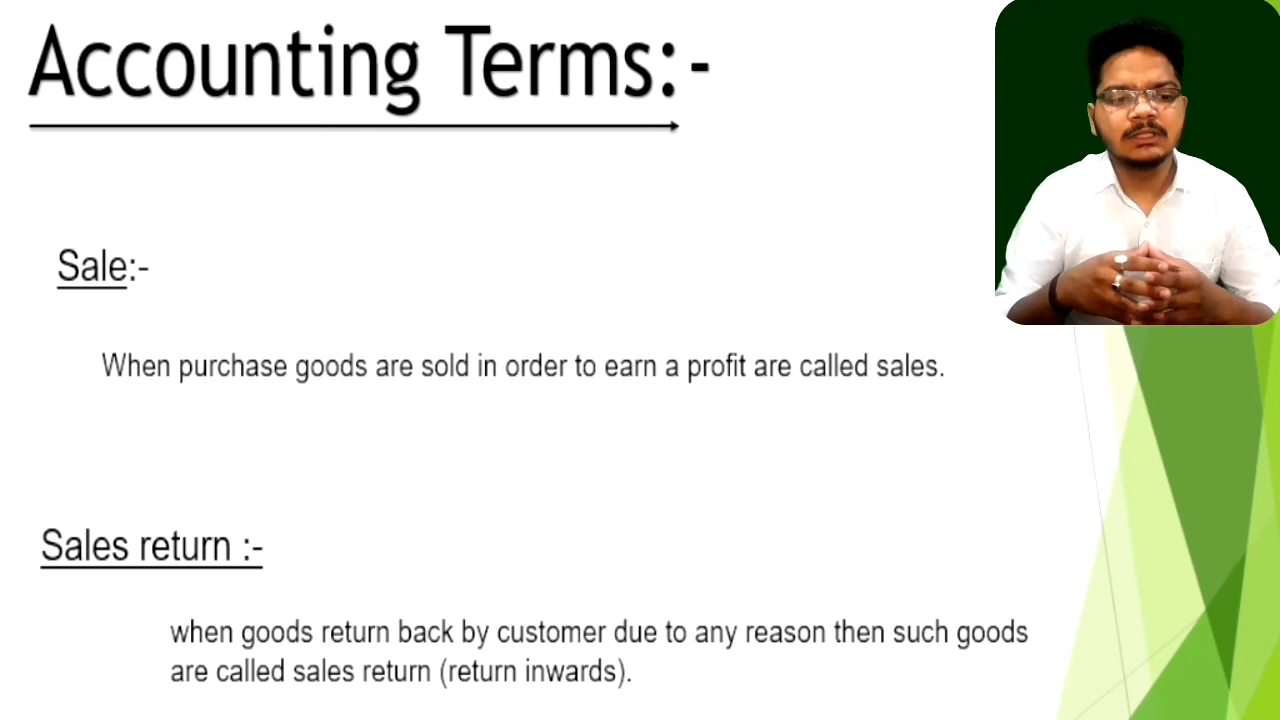 Accounting Terms:-
Sale:-
When purchase goods are sold in order to earn a profit are called sales.
Sales return :-
when goods return back by customer due to any reason then such goods
are called sales return (return inwards).